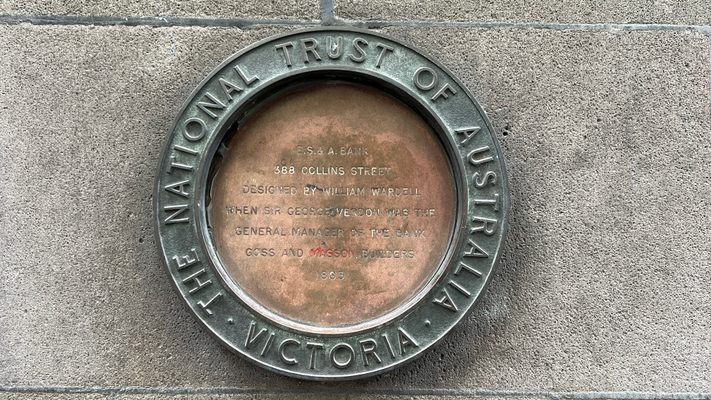 THE NATIONAL TRUST OF AUSTRALIA
· VICTORIA ·
E.S.& A. BANK
388 COLLINS STREET
DESIGNED BY WILLIAM WARDELL
WHEN SIR GEORGE VERDON WAS THE
GENERAL MANAGER OF THE BANK
GOSS AND MASSON, BUILDERS